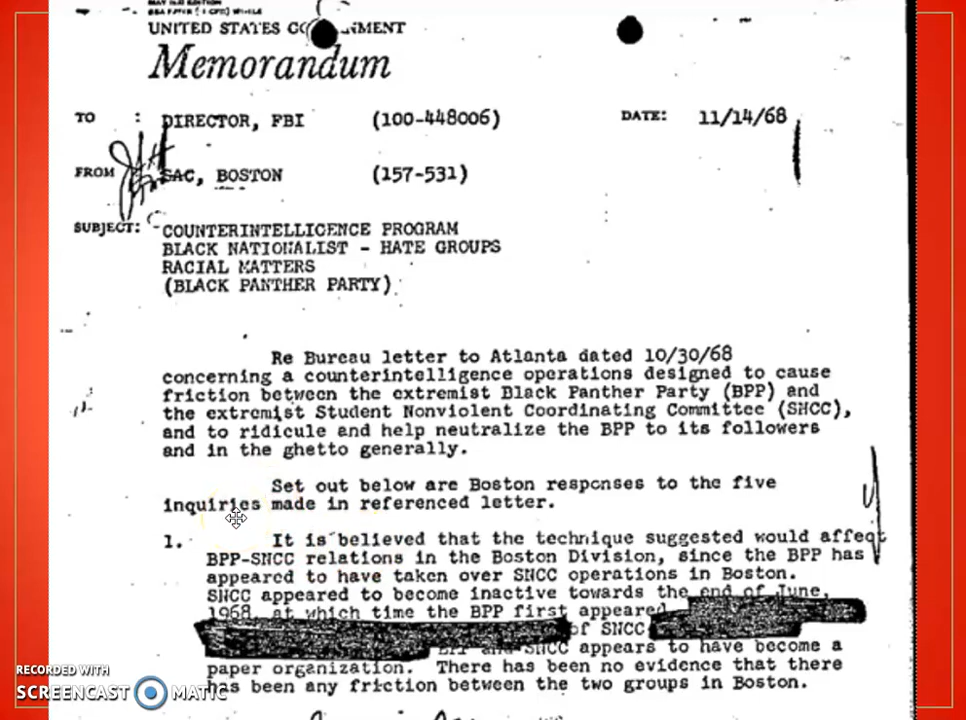 UNITED STATES GO NMENT
Memorandum
TO : DIRECTOR, FBI (100-448006) DATE: 11/14/68
FROM SAC, BOSTON (157-531)
SUBJECT: COUNTERINTELLIGENCE PROGRAM
BLACK NATIONALIST - HATE GROUPS
RACIAL MATTERS
(BLACK PANTHER PARTY)
Re Bureau letter to Atlanta dated 10/30/68
concerning a counterintelligence operations designed to cause
friction between the extremist Black Panther Party (BPP) and
the extremist Student Nonviolent Coordinating Committee (SNCC),
and to ridicule and help neutralize the BPP to its followers
and in the ghetto generally.
Set out below are Boston responses to the five
inquiries made in referenced letter.
1. It is believed that the technique suggested would affect
BPP-SNCC relations in the Boston Division, since the BPP has
appeared to have taken over SNCC operations in Boston.
SNCC appeared to become inactive towards the end of June,
1968, at which time the BPP first appeared
of SNCC
BPP and SNCC appears to have become a
paper organization. There has been no evidence that there
has been any friction between the two groups in Boston.
RECORDED WITH
SCREENCAST MATIC